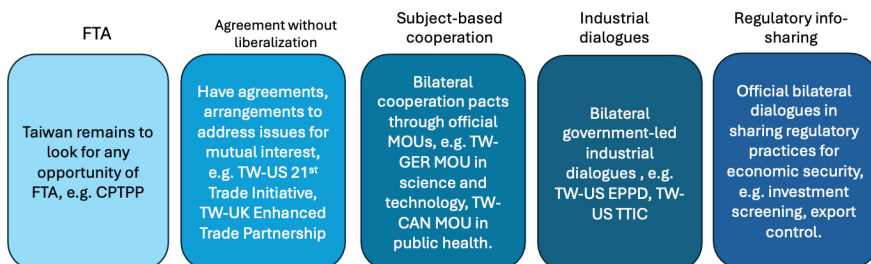 FTA
Taiwan remains to
look for any
opportunity of
FTA, e.g. CPTPP
Agreement without
liberalization
Have agreements,
arrangements to
address issues for
mutual interest,
e.g. TW-US 21st
Trade Initiative,
TW-UK Enhanced
Trade Partnership
Subject-based
cooperation
Bilateral
cooperation pacts
through official
MOUs, e.g. TW-
GER MOU in
science and
technology, TW-
CAN MOU in
public health.
Industrial
dialogues
Bilateral
government-led
industrial
dialogues , e.g.
TW-US EPPD, TW-
US TTIC
Regulatory info-
sharing
Official bilateral
dialogues in
sharing regulatory
practices for
economic security,
e.g. investment
screening, export
control.